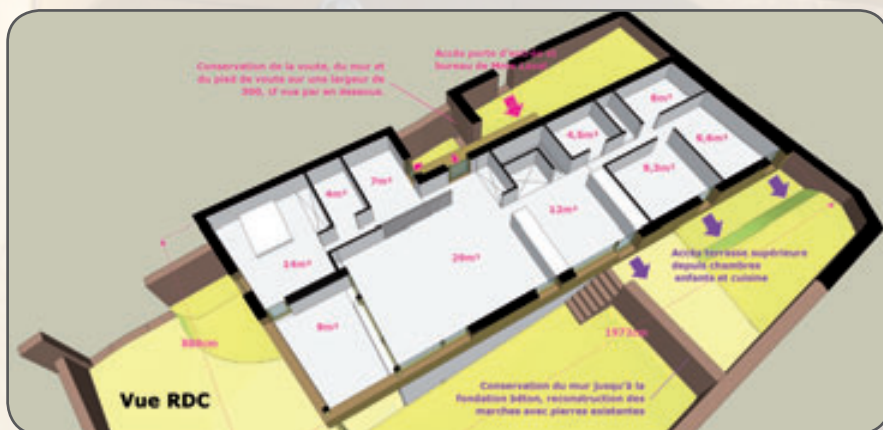 Conservation de la voute, du mur et
du pied de voute sur une largeur de
300, cf vue par en dessous.
Accès porte d'entrée et
bureau de Mme
6m²
4,5m²
9,3m²
12m²
7m²
4m²
14m²
29m²
9m²
Accès terrasse supérieure
depuis chambres
enfants et cuisine
880cm
1973cm
Vue RDC
Conservation du mur jusqu'à la
fondation béton, reconstruction des
marches avec pierres existantes